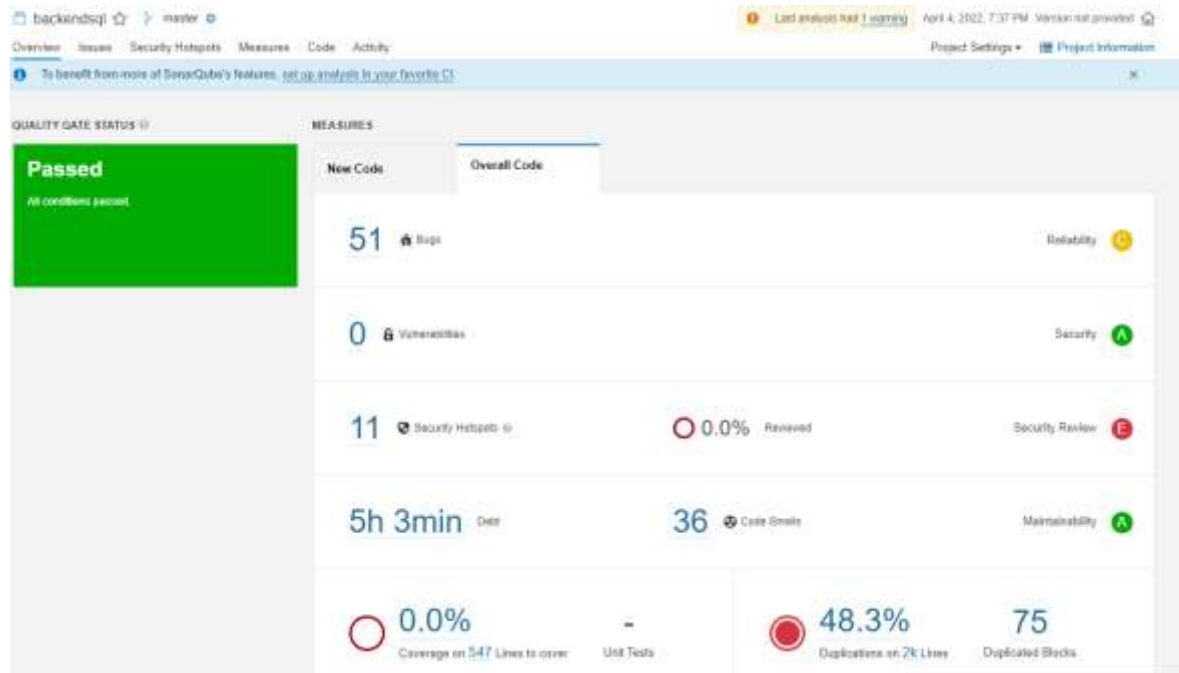 backendsql master
Last analysis had 1 warning April 4, 2022, 7:37 PM Version not provided
Overview Issues Security Hotspots Measures Code Activity
Project Settings Project Information
To benefit from more of SonarQube's features, set up analysis in your favorite CI.
QUALITY GATE STATUS
MEASURES
Passed
All conditions passed.
New Code
Overall Code
51 Bugs
Reliability C
0 Vulnerabilities
Security A
11 Security Hotspots
0.0% Reviewed
Security Review E
5h 3min Debt
36 Code Smells
Maintainability A
0.0%
Coverage on 547 Lines to cover
-
Unit Tests
48.3%
Duplications on 2k Lines
75
Duplicated Blocks